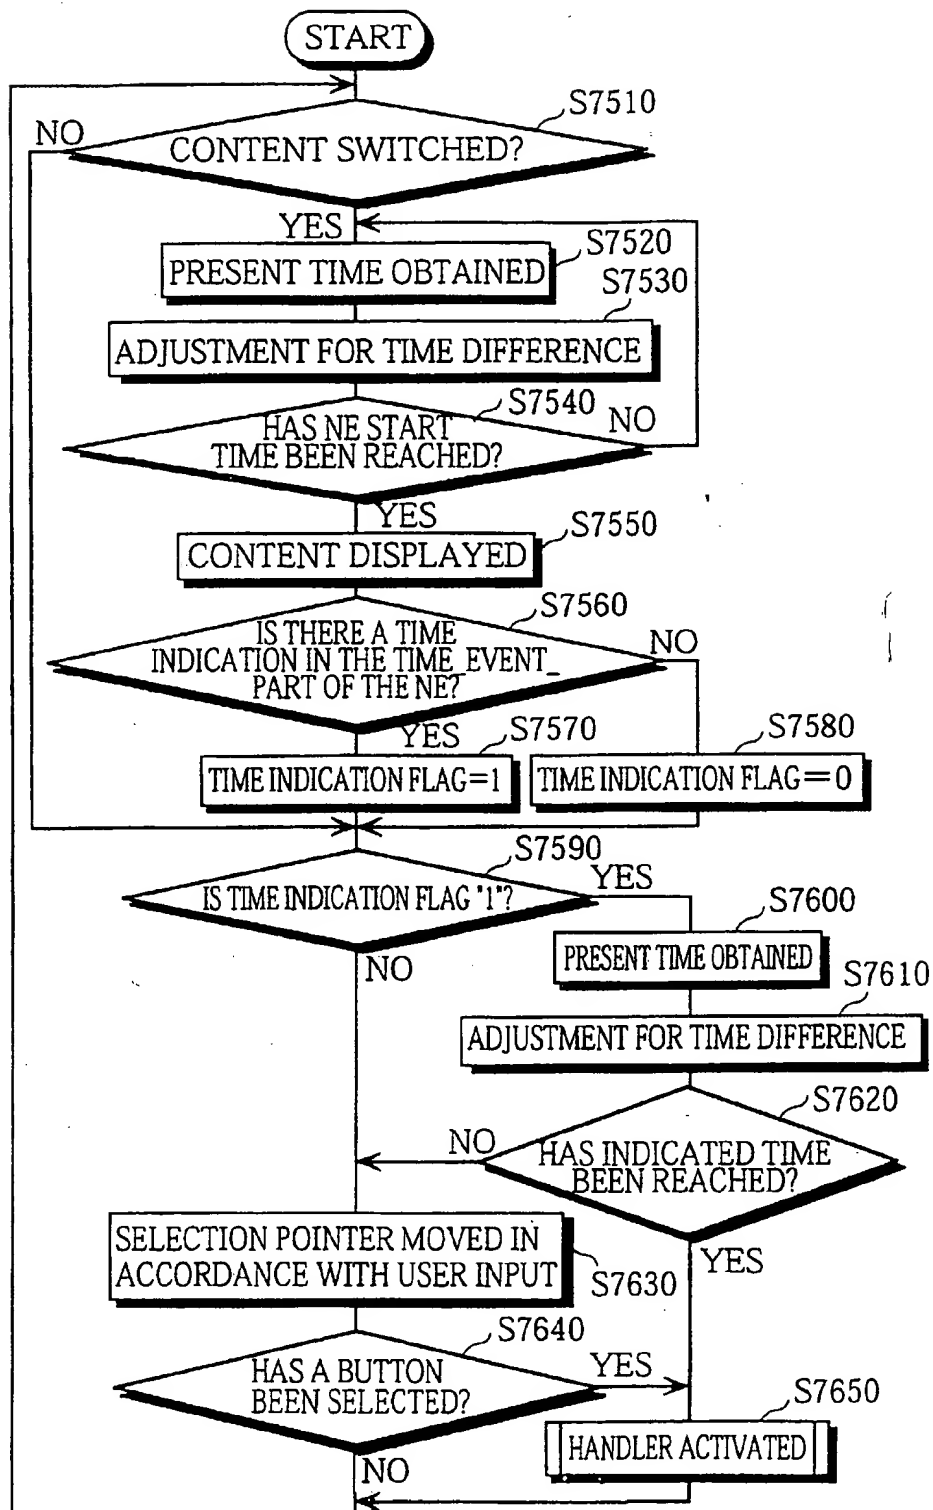 START
S7510
NO
CONTENT SWITCHED?
YES
S7520
PRESENT TIME OBTAINED
S7530
ADJUSTMENT FOR TIME DIFFERENCE
S7540
NO
HAS NE START
TIME BEEN REACHED?
YES
S7550
CONTENT DISPLAYED
S7560
IS THERE A TIME
INDICATION IN THE TIME_EVENT_
PART OF THE NE?
NO
YES
S7570
S7580
TIME INDICATION FLAG=1
TIME INDICATION FLAG=0
S7590
IS TIME INDICATION FLAG "1"?
YES
S7600
NO
PRESENT TIME OBTAINED
S7610
ADJUSTMENT FOR TIME DIFFERENCE
S7620
NO
HAS INDICATED TIME
BEEN REACHED?
YES
SELECTION POINTER MOVED IN
ACCORDANCE WITH USER INPUT
S7630
S7640
HAS A BUTTON
BEEN SELECTED?
YES
S7650
HANDLER ACTIVATED
NO